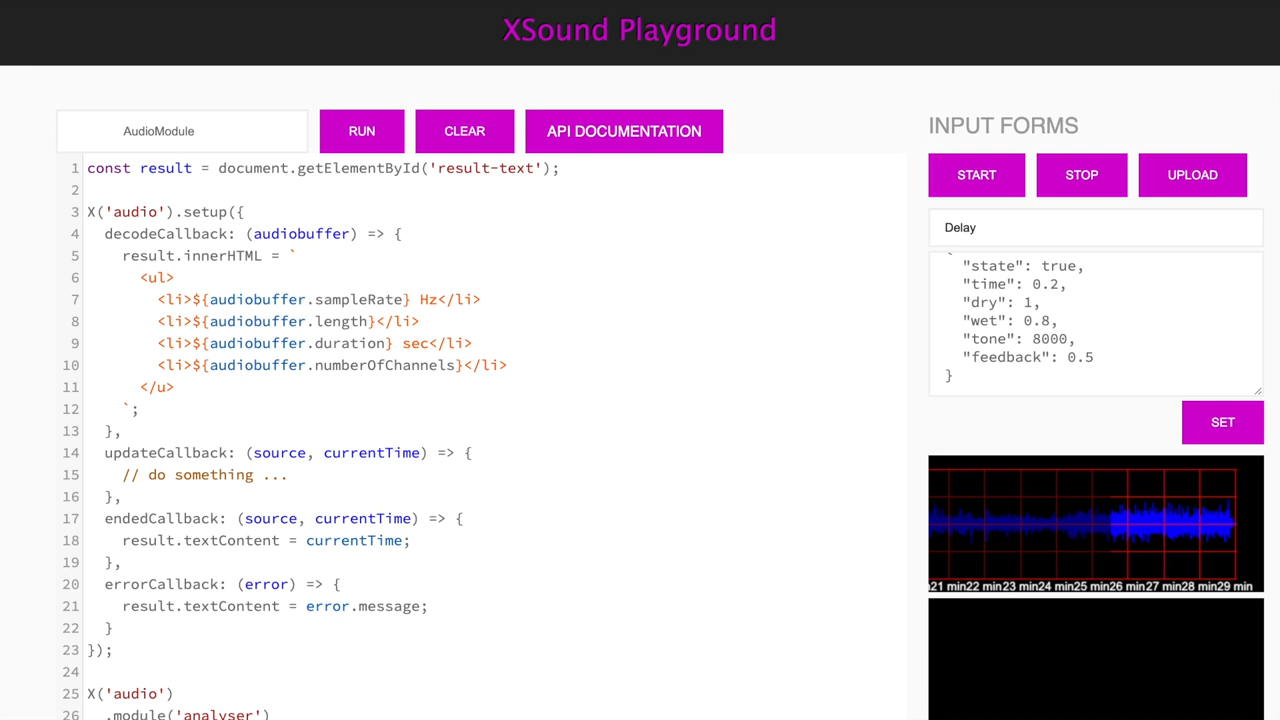 XSound Playground
AudioModule
RUN
CLEAR
API DOCUMENTATION
1 const result = document.getElementById('result-text');
2
3 X('audio').setup({
4 decodeCallback: (audiobuffer) => {
5 result.innerHTML = `
6 <ul>
7 <li>${audiobuffer.sampleRate} Hz</li>
8 <li>${audiobuffer.length}</li>
9 <li>${audiobuffer.duration} sec</li>
10 <li>${audiobuffer.numberOfChannels}</li>
11 </u>
12 `;
13 },
14 updateCallback: (source, currentTime) => {
15 // do something ...
16 },
17 endedCallback: (source, currentTime) => {
18 result.textContent = currentTime;
19 },
20 errorCallback: (error) => {
21 result.textContent = error.message;
22 }
23 });
24
25 X('audio')
26 .module('analyser')
INPUT FORMS
START
STOP
UPLOAD
Delay
"state": true,
"time": 0.2,
"dry": 1,
"wet": 0.8,
"tone": 8000,
"feedback": 0.5
}
SET
21 min22 min23 min24 min25 min26 min27 min28 min29 min